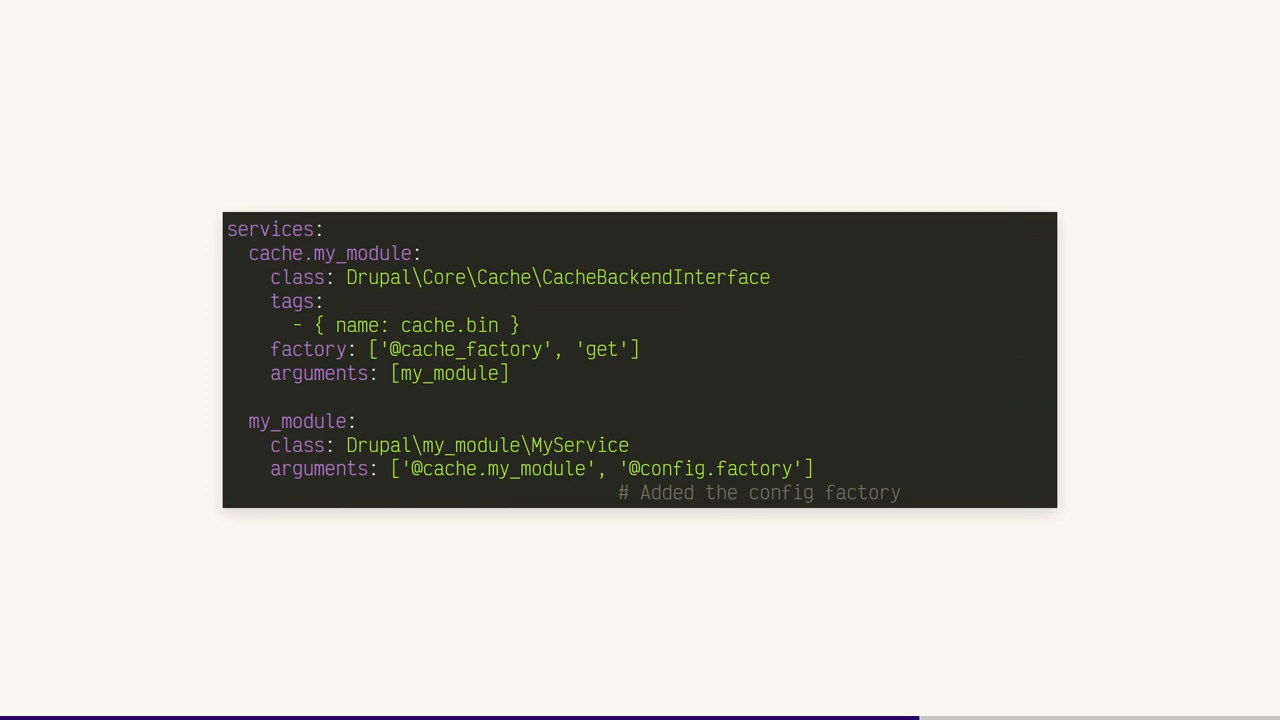 services:
  cache.my_module:
    class: Drupal\Core\Cache\CacheBackendInterface
    tags:
      - { name: cache.bin }
    factory: ['@cache_factory', 'get']
    arguments: [my_module]

  my_module:
    class: Drupal\my_module\MyService
    arguments: ['@cache.my_module', '@config.factory']
                                    # Added the config factory